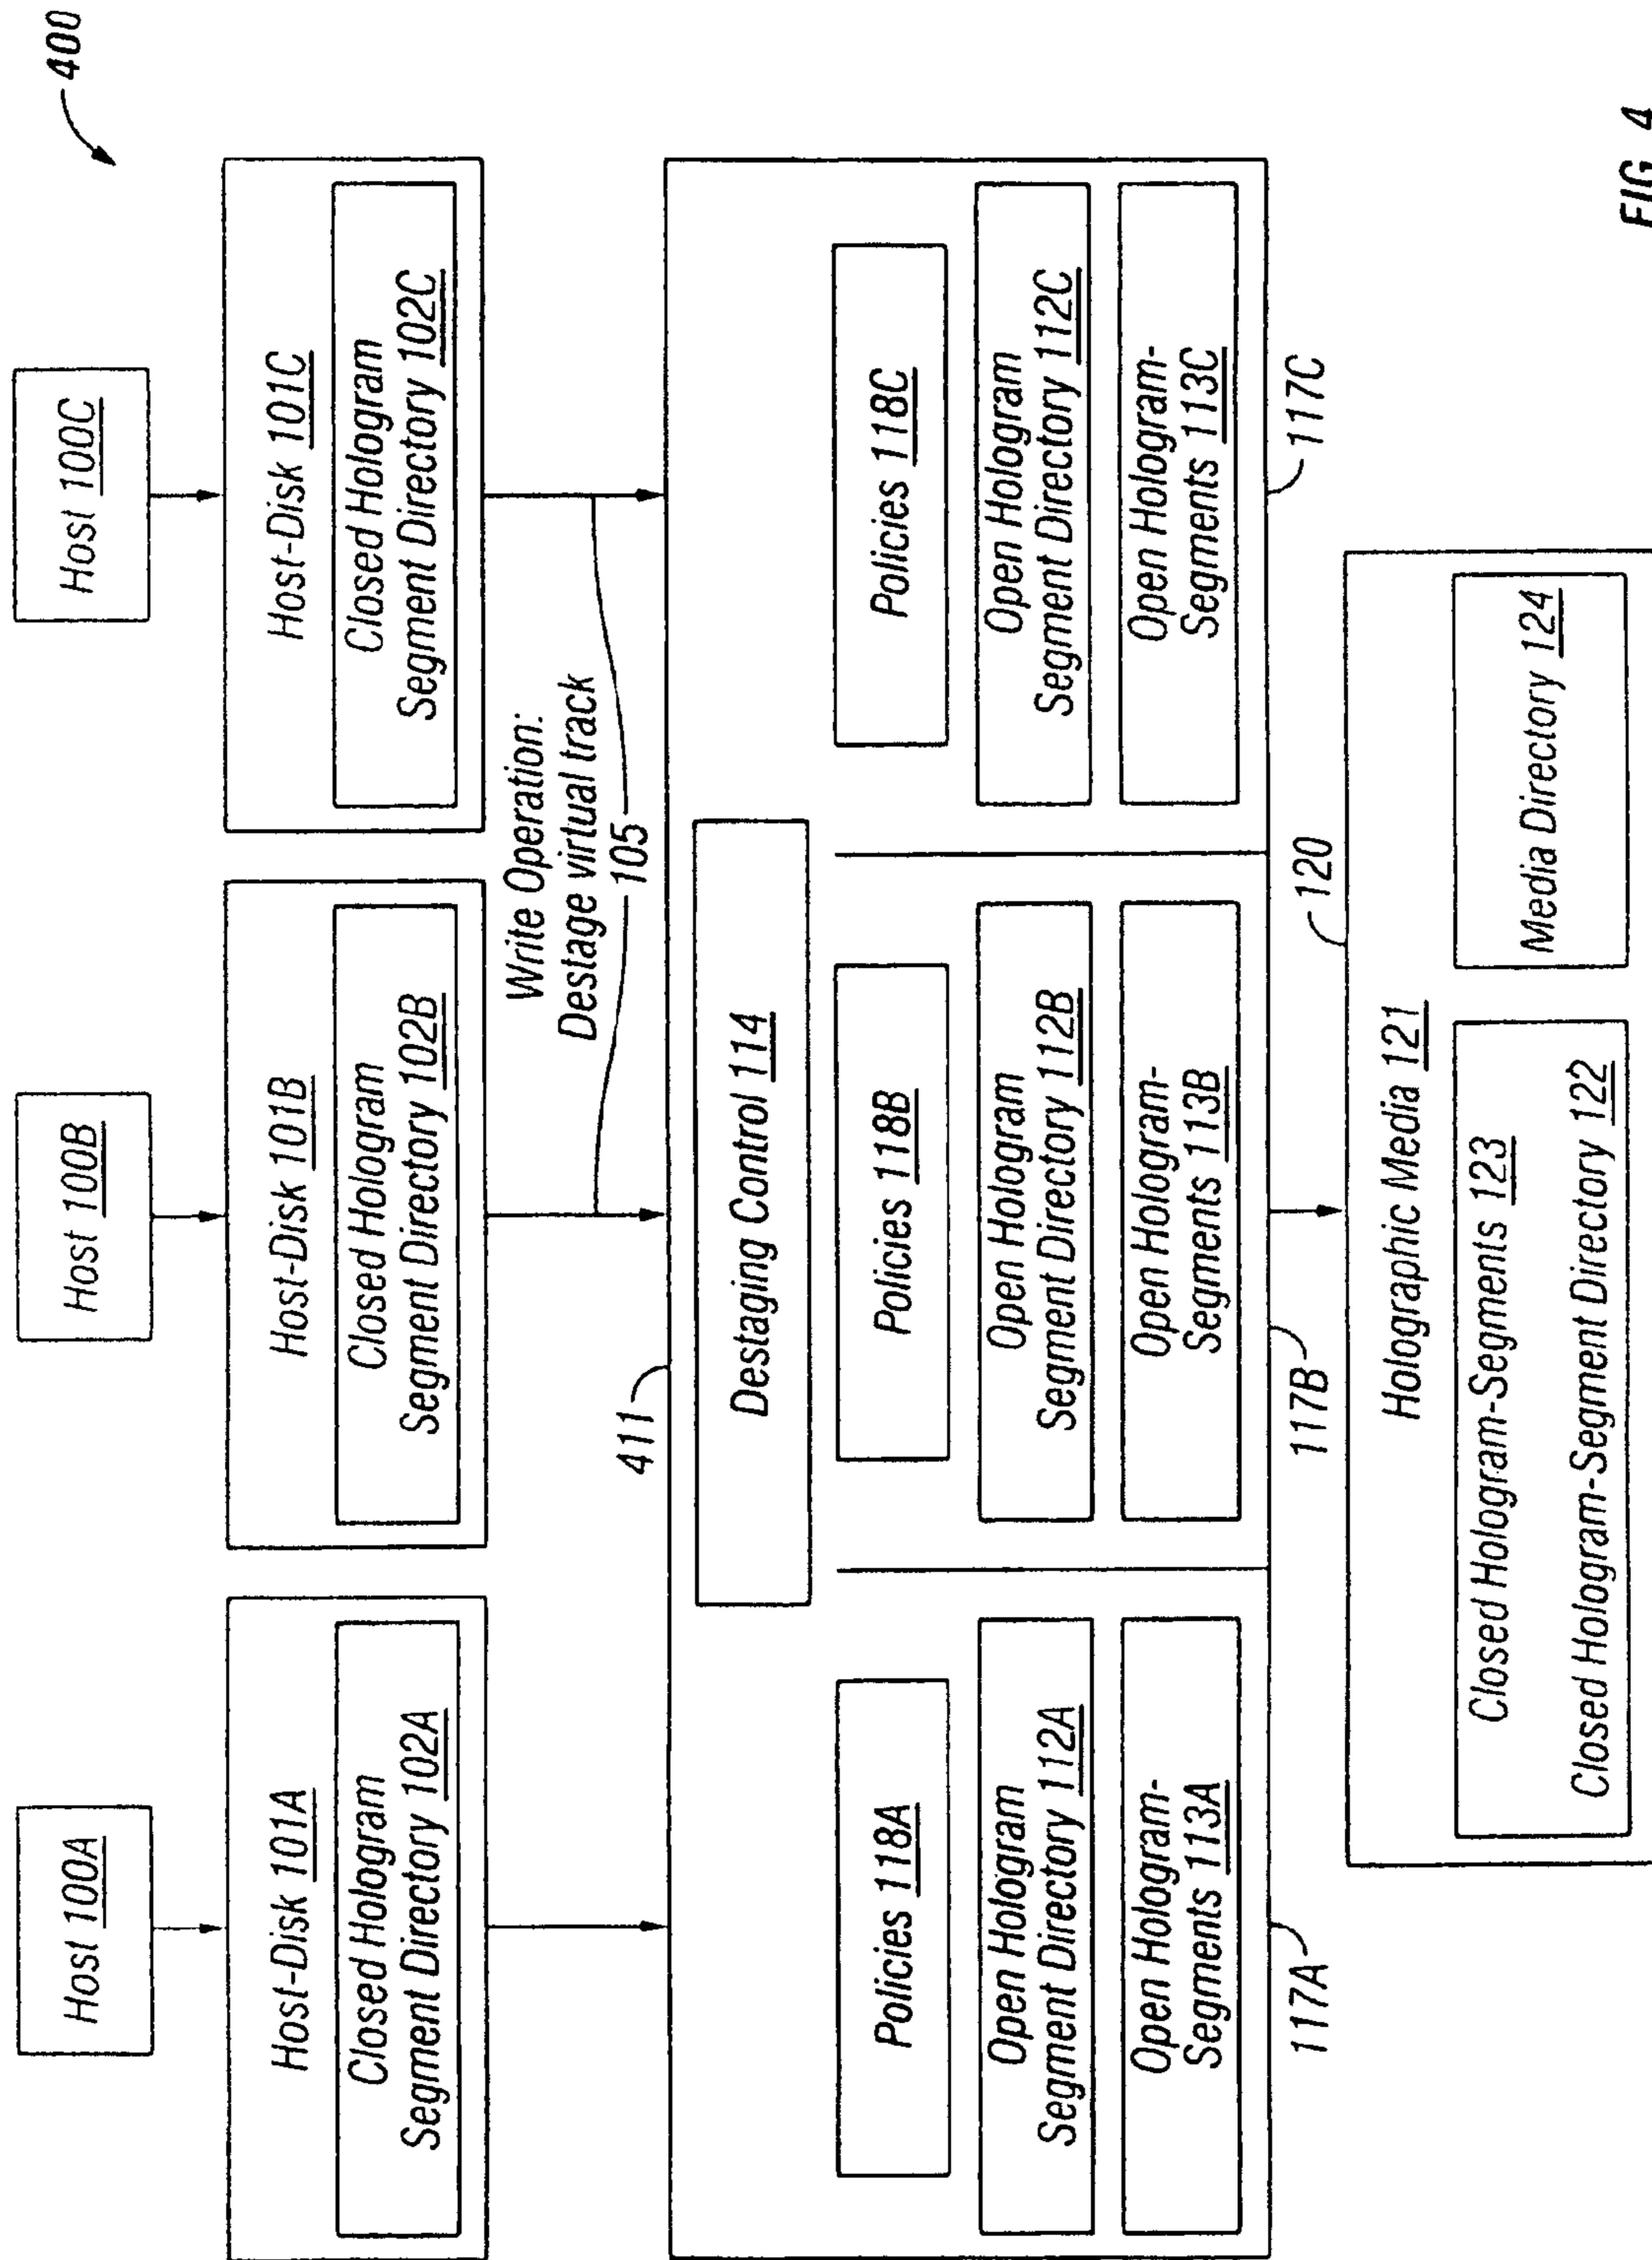 400
Host 100A
Host 100B
Host 100C
Host-Disk 101A
Closed Hologram
Segment Directory 102A
Host-Disk 101B
Closed Hologram
Segment Directory 102B
Host-Disk 101C
Closed Hologram
Segment Directory 102C
Write Operation:
Destage virtual track
105
411
Destaging Control 114
Policies 118A
Open Hologram
Segment Directory 112A
Open Hologram-
Segments 113A
Policies 118B
Open Hologram
Segment Directory 112B
Open Hologram-
Segments 113B
Policies 118C
Open Hologram
Segment Directory 112C
Open Hologram-
Segments 113C
117A
117B
117C
120
Holographic Media 121
Closed Hologram-Segments 123
Closed Hologram-Segment Directory 122
Media Directory 124
FIG. 4